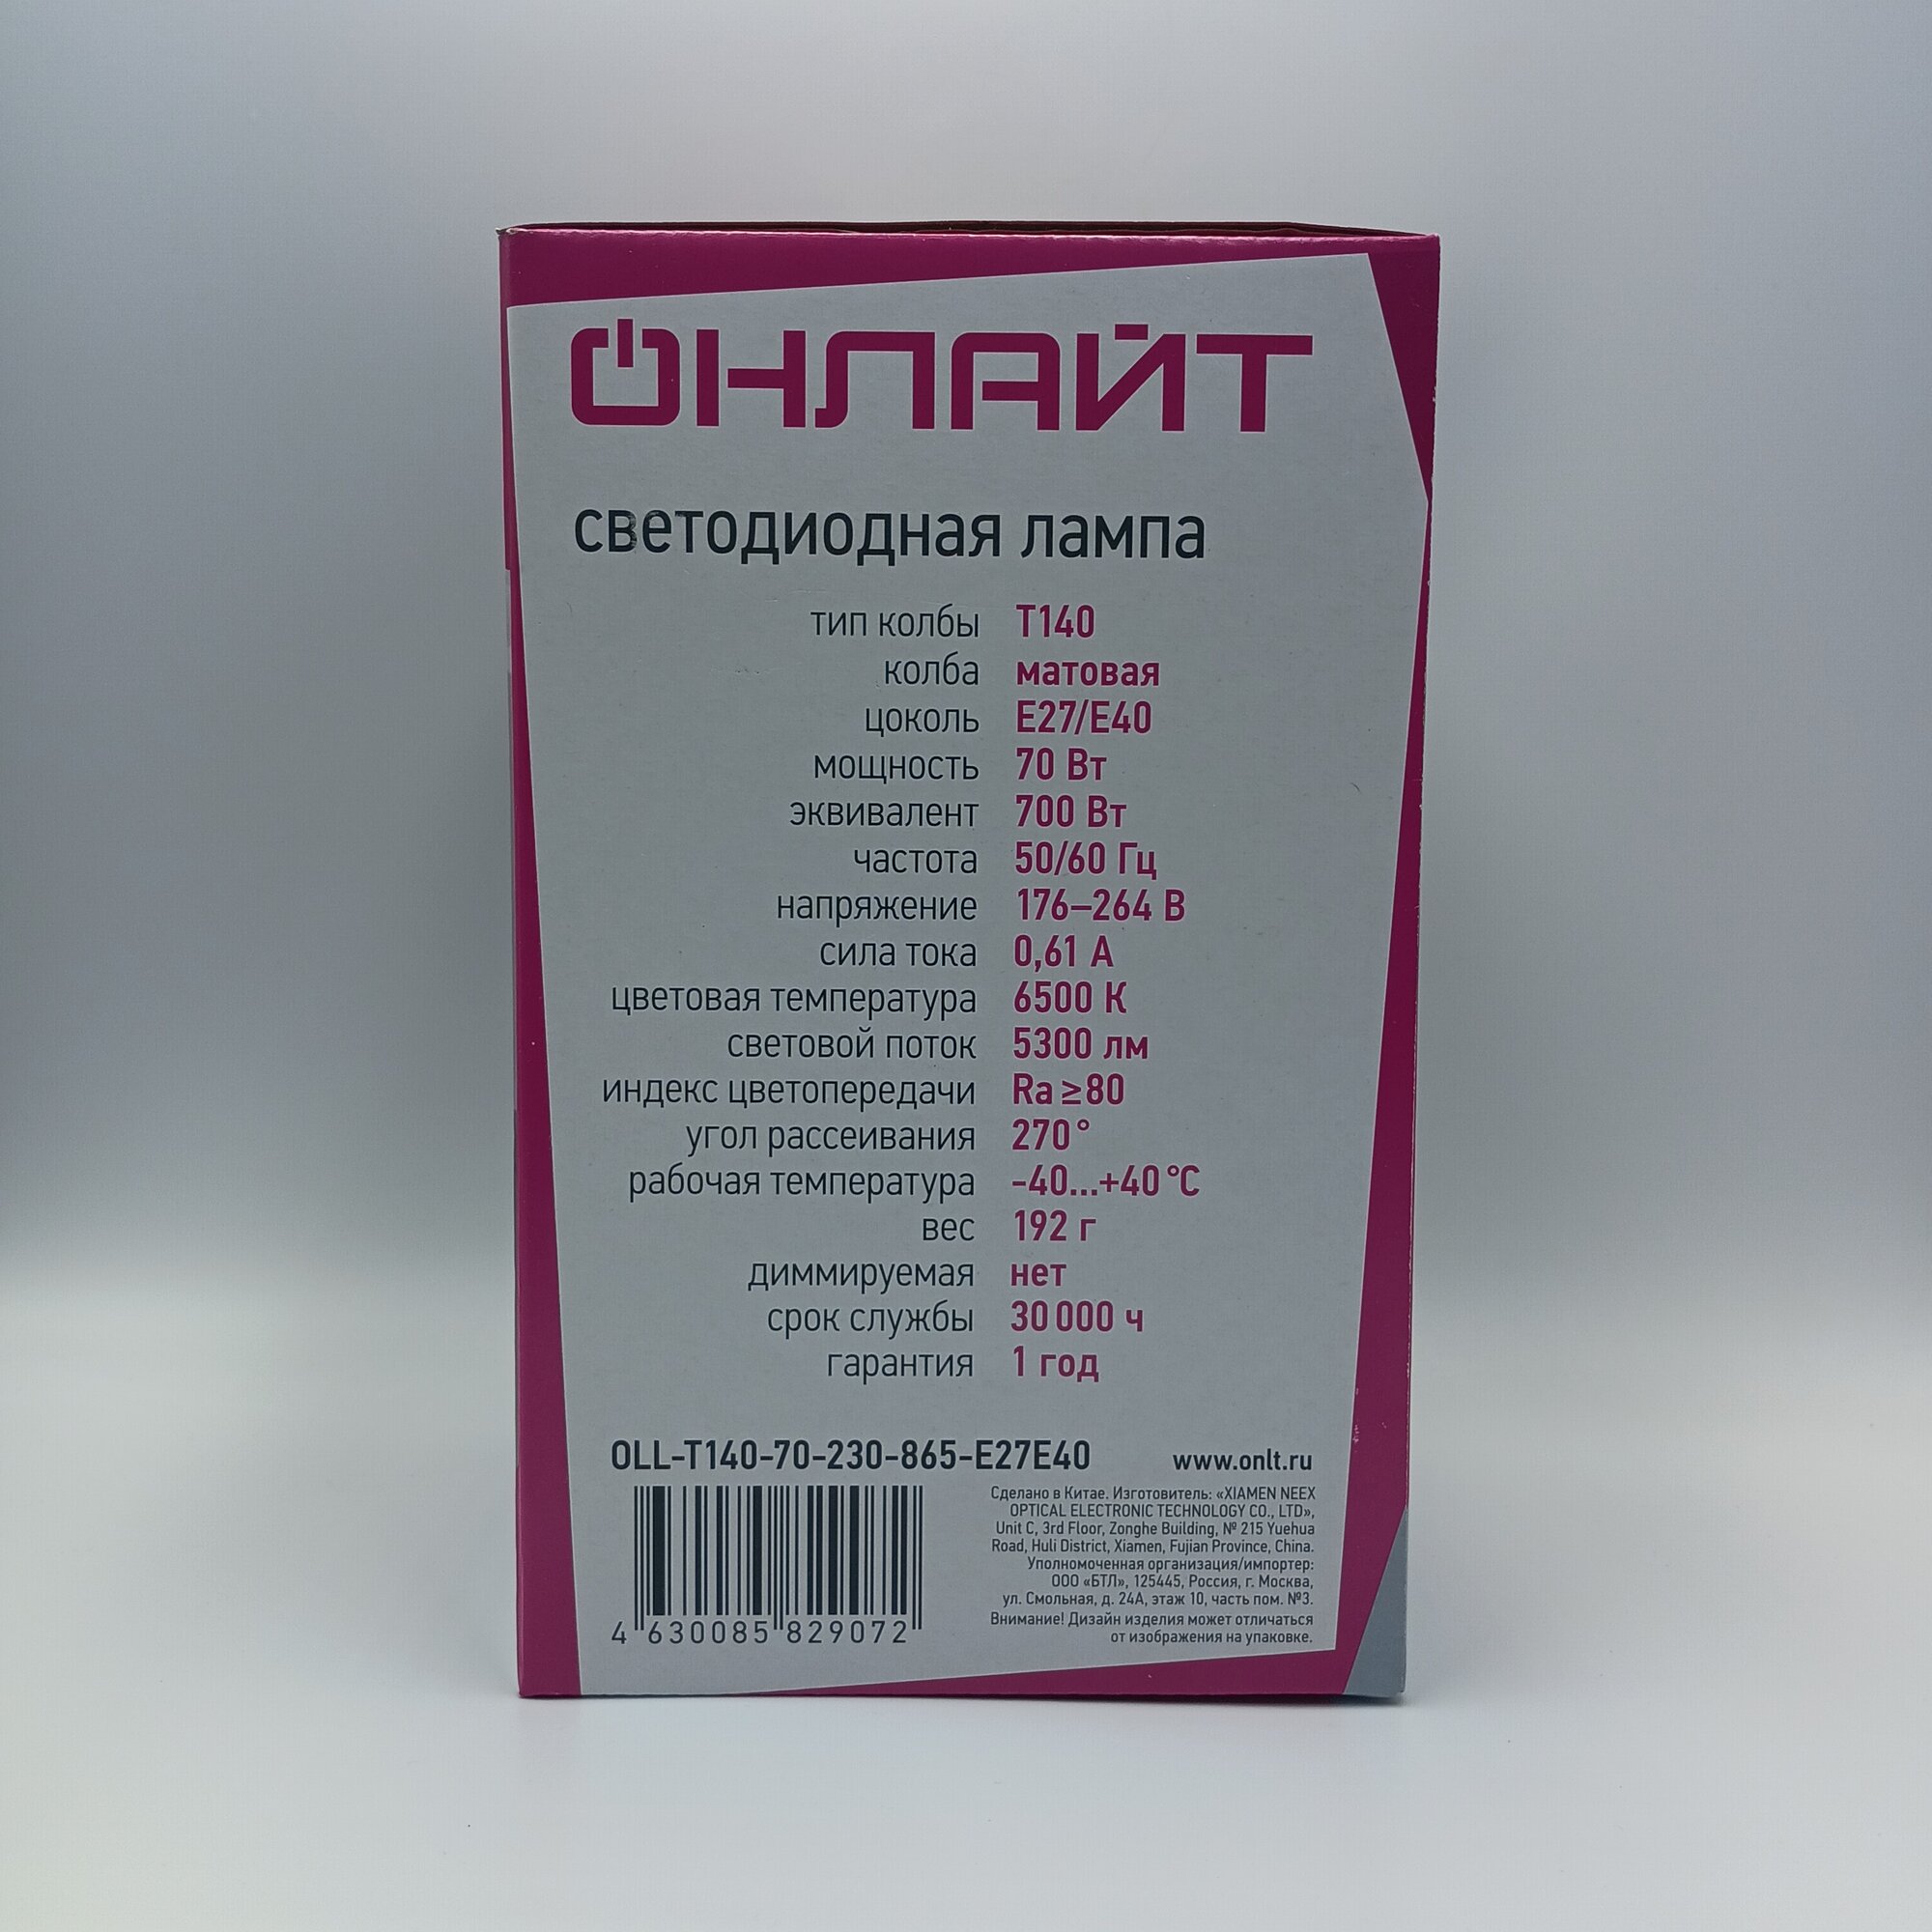 ОНЛАЙТ
светодиодная лампа
тип колбы T140
колба матовая
цоколь E27/E40
мощность 70 Вт
эквивалент 700 Вт
частота 50/60 Гц
напряжение 176–264 В
сила тока 0,61 А
цветовая температура 6500 К
световой поток 5300 лм
индекс цветопередачи Ra ≥80
угол рассеивания 270°
рабочая температура -40...+40 °C
вес 192 г
диммируемая нет
срок службы 30 000 ч
гарантия 1 год
OLL-T140-70-230-865-E27E40
www.onlt.ru
4 630085 829072
Сделано в Китае. Изготовитель: «XIAMEN NEEX
OPTICAL ELECTRONIC TECHNOLOGY CO., LTD»,
Unit C, 3rd Floor, Zonghe Building, № 215 Yuehua
Road, Huli District, Xiamen, Fujian Province, China.
Уполномоченная организация/импортер:
ООО «БТЛ», 125445, Россия, г. Москва,
ул. Смольная, д. 24А, этаж 10, часть пом. №3.
Внимание! Дизайн изделия может отличаться
от изображения на упаковке.